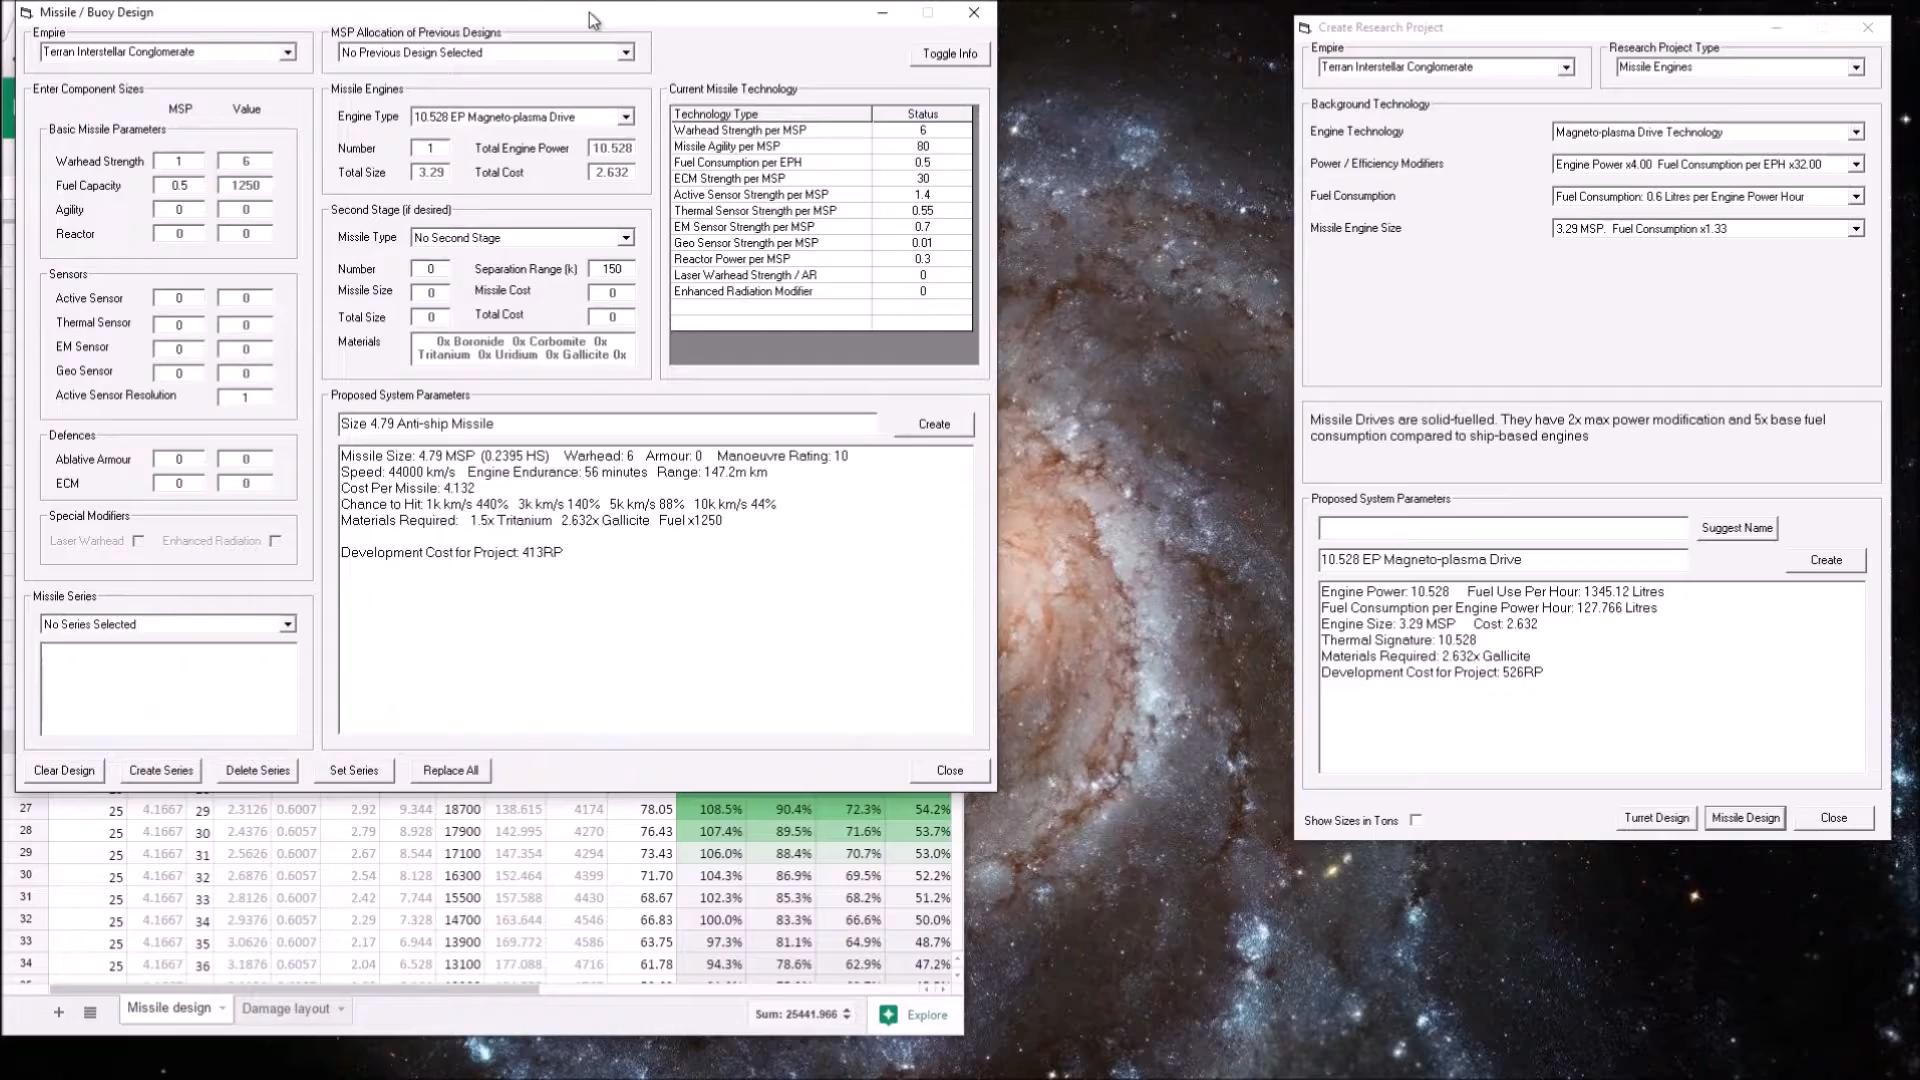 Missile / Buoy Design
Empire
Terran Interstellar Conglomerate
MSP Allocation of Previous Designs
No Previous Design Selected
Toggle Info
Enter Component Sizes
MSP Value
Basic Missile Parameters
Warhead Strength 1 6
Fuel Capacity 0.5 1250
Agility 0 0
Reactor 0 0
Sensors
Active Sensor 0 0
Thermal Sensor 0 0
EM Sensor 0 0
Geo Sensor 0 0
Active Sensor Resolution 1
Defences
Ablative Armour 0 0
ECM 0 0
Special Modifiers
Laser Warhead Enhanced Radiation
Missile Series
No Series Selected
Missile Engines
Engine Type 10.528 EP Magneto-plasma Drive
Number 1 Total Engine Power 10.528
Total Size 3.29 Total Cost 2.632
Second Stage (if desired)
Missile Type No Second Stage
Number 0 Separation Range (k) 150
Missile Size 0 Missile Cost 0
Total Size 0 Total Cost 0
Materials 0x Boronide 0x Corbomite 0x
Tritanium 0x Uridium 0x Gallicite 0x
Current Missile Technology
Technology Type Status
Warhead Strength per MSP 6
Missile Agility per MSP 80
Fuel Consumption per EPH 0.5
ECM Strength per MSP 30
Active Sensor Strength per MSP 1.4
Thermal Sensor Strength per MSP 0.55
EM Sensor Strength per MSP 0.7
Geo Sensor Strength per MSP 0.01
Reactor Power per MSP 0.3
Laser Warhead Strength / AR 0
Enhanced Radiation Modifier 0
Proposed System Parameters
Size 4.79 Anti-ship Missile
Create
Missile Size: 4.79 MSP (0.2395 HS) Warhead: 6 Armour: 0 Manoeuvre Rating: 10
Speed: 44000 km/s Engine Endurance: 56 minutes Range: 147.2m km
Cost Per Missile: 4.132
Chance to Hit: 1k km/s 440% 3k km/s 140% 5k km/s 88% 10k km/s 44%
Materials Required: 1.5x Tritanium 2.632x Gallicite Fuel x1250
Development Cost for Project: 413RP
Clear Design
Create Series
Delete Series
Set Series
Replace All
Close
27 25 4.1667 29 2.3126 0.6007 2.92 9.344 18700 138.615 4174 78.05 108.5% 90.4% 72.3% 54.2%
28 25 4.1667 30 2.4376 0.6057 2.79 8.928 17900 142.995 4270 76.43 107.4% 89.5% 71.6% 53.7%
29 25 4.1667 31 2.5626 0.6007 2.67 8.544 17100 147.354 4294 73.43 106.0% 88.4% 70.7% 53.0%
30 25 4.1667 32 2.6876 0.6057 2.54 8.128 16300 152.464 4399 71.70 104.3% 86.9% 69.5% 52.2%
31 25 4.1667 33 2.8126 0.6007 2.42 7.744 15500 157.588 4430 68.67 102.3% 85.3% 68.2% 51.2%
32 25 4.1667 34 2.9376 0.6057 2.29 7.328 14700 163.644 4546 66.83 100.0% 83.3% 66.6% 50.0%
33 25 4.1667 35 3.0626 0.6007 2.17 6.944 13900 169.772 4586 63.75 97.3% 81.1% 64.9% 48.7%
34 25 4.1667 36 3.1876 0.6057 2.04 6.528 13100 177.088 4716 61.78 94.3% 78.6% 62.9% 47.2%
Missile design
Damage layout
Sum: 25441.966
Explore
Create Research Project
Empire
Terran Interstellar Conglomerate
Research Project Type
Missile Engines
Background Technology
Engine Technology Magneto-plasma Drive Technology
Power / Efficiency Modifiers Engine Power x4.00 Fuel Consumption per EPH x32.00
Fuel Consumption Fuel Consumption: 0.6 Litres per Engine Power Hour
Missile Engine Size 3.29 MSP. Fuel Consumption x1.33
Missile Drives are solid-fuelled. They have 2x max power modification and 5x base fuel
consumption compared to ship-based engines
Proposed System Parameters
Suggest Name
10.528 EP Magneto-plasma Drive
Create
Engine Power: 10.528 Fuel Use Per Hour: 1345.12 Litres
Fuel Consumption per Engine Power Hour: 127.766 Litres
Engine Size: 3.29 MSP Cost: 2.632
Thermal Signature: 10.528
Materials Required: 2.632x Gallicite
Development Cost for Project: 526RP
Show Sizes in Tons
Turret Design
Missile Design
Close